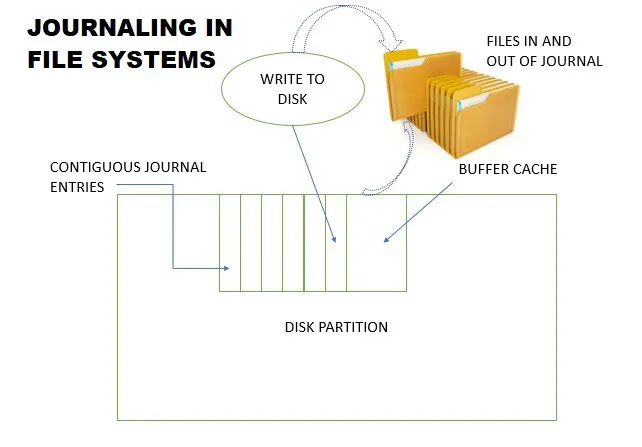 JOURNALING IN
FILE SYSTEMS
WRITE TO
DISK
FILES IN AND
OUT OF JOURNAL
CONTIGUOUS JOURNAL
ENTRIES
BUFFER CACHE
DISK PARTITION